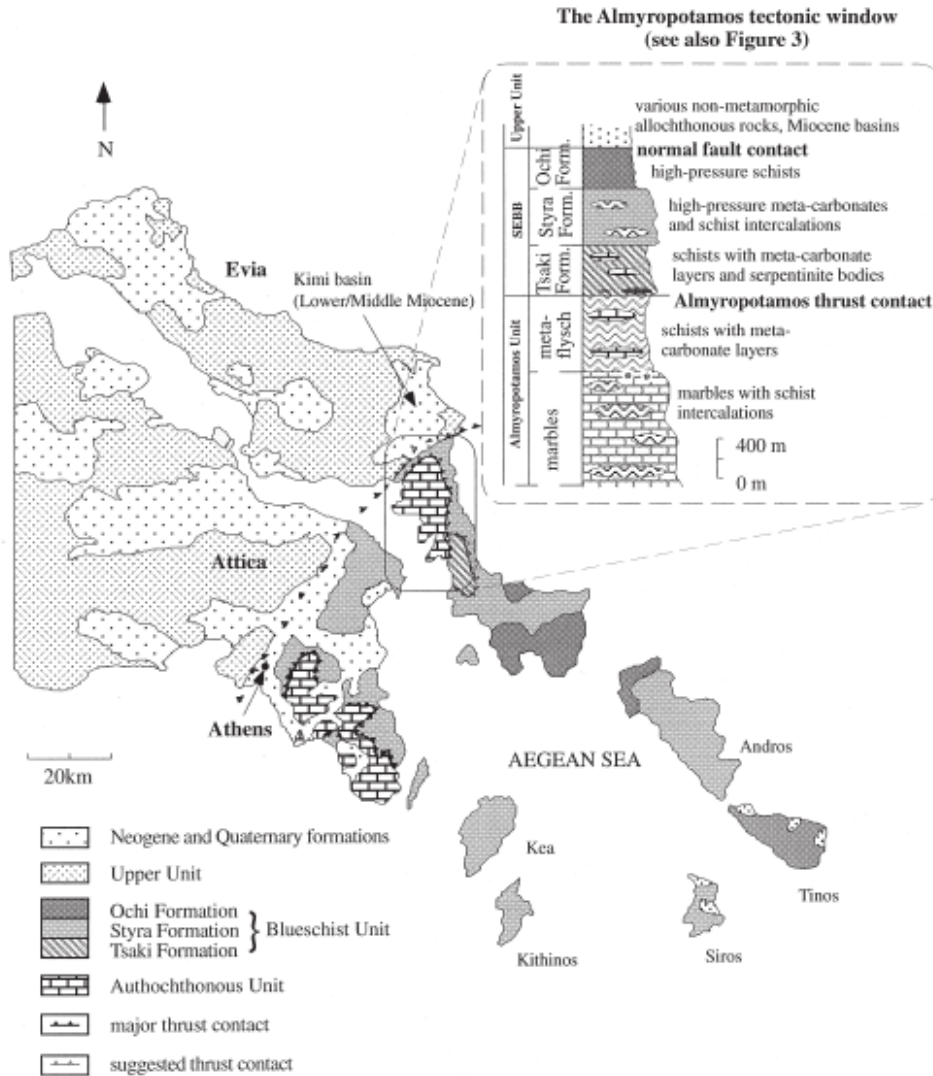 The Almyropotamos tectonic window
(see also Figure 3)
N
Upper Unit
various non-metamorphic
allochthonous rocks, Miocene basins
normal fault contact
SEBB
Ochi
Form.
high-pressure schists
Styra
Form.
high-pressure meta-carbonates
and schist intercalations
Tsaki
Form.
schists with meta-carbonate
layers and serpentinite bodies
Almyropotamos thrust contact
Almyropotamos Unit
meta-
flysch
schists with meta-
carbonate layers
marbles
marbles with schist
intercalations
400 m
0 m
Evia
Kimi basin
(Lower/Middle Miocene)
Attica
Athens
20km
AEGEAN SEA
Andros
Tinos
Kea
Kithinos
Siros
Neogene and Quaternary formations
Upper Unit
Ochi Formation
Styra Formation } Blueschist Unit
Tsaki Formation
Authochthonous Unit
major thrust contact
suggested thrust contact